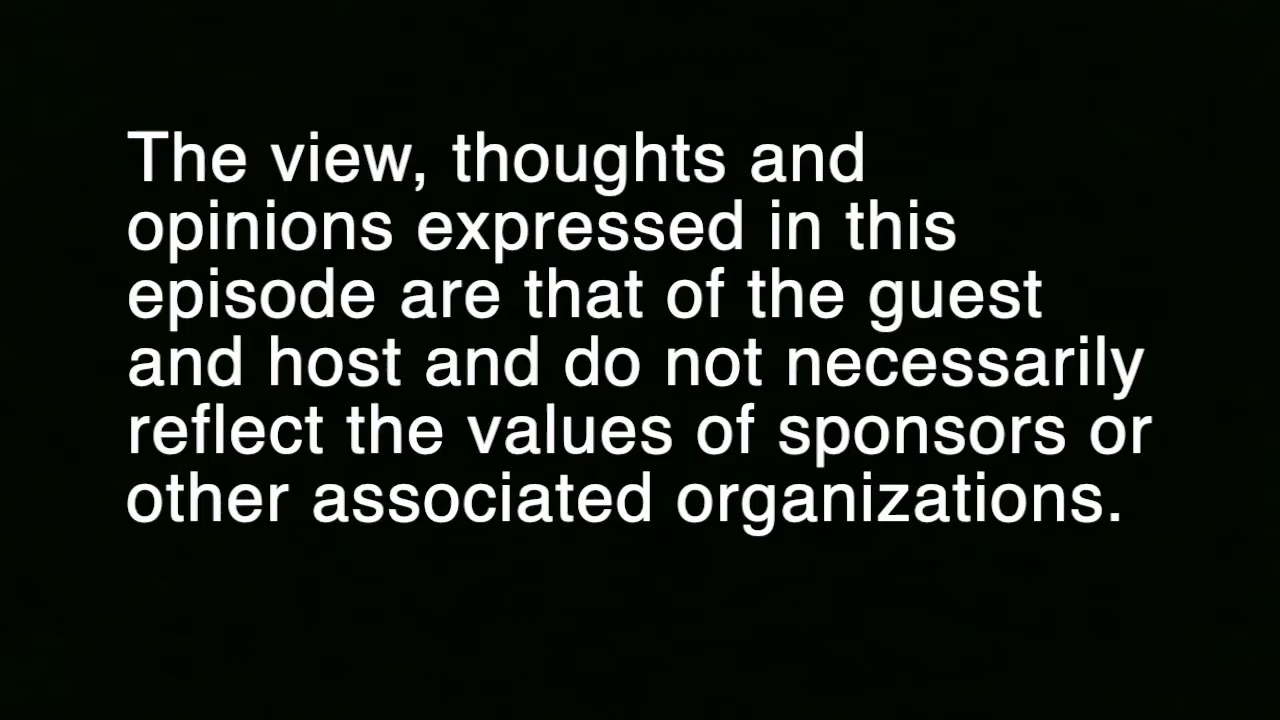 The view, thoughts and
opinions expressed in this
episode are that of the guest
and host and do not necessarily
reflect the values of sponsors or
other associated organizations.